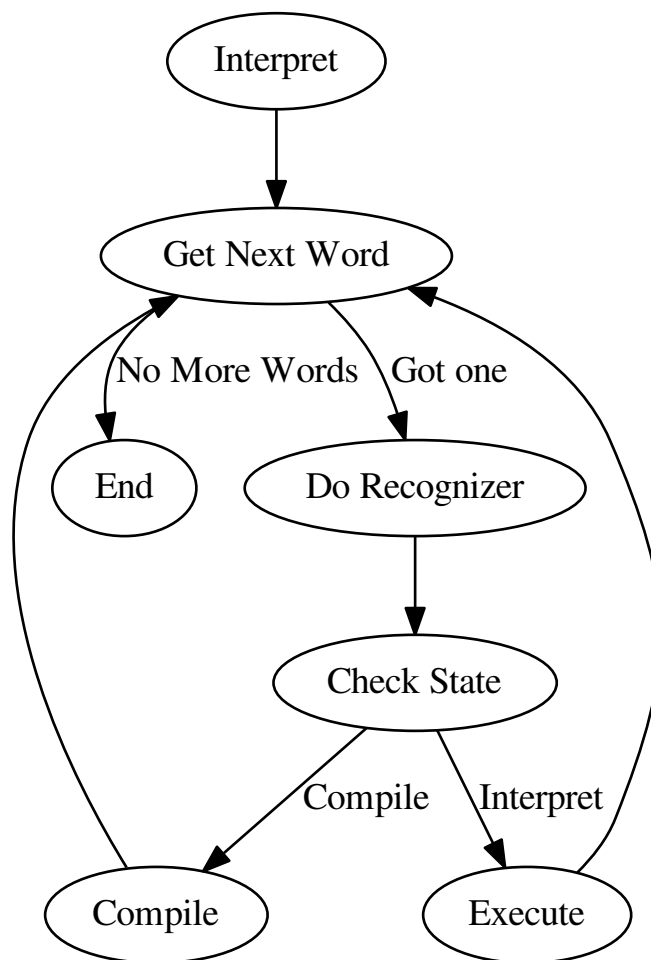 Interpret
Get Next Word
No More Words
Got one
End
Do Recognizer
Check State
Compile
Interpret
Compile
Execute